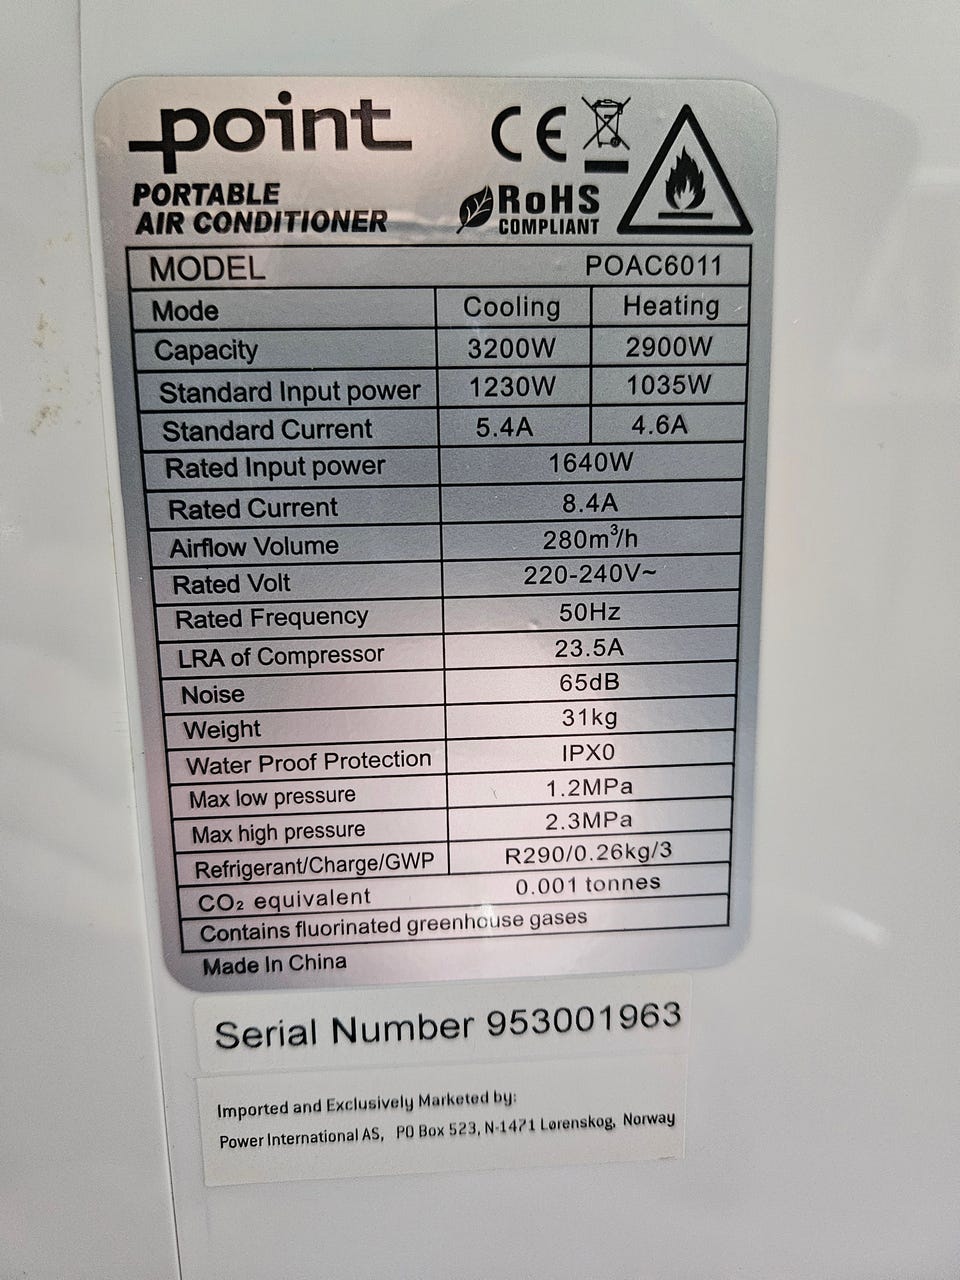 point
CE
PORTABLE
AIR CONDITIONER
RoHS
COMPLIANT
MODEL POAC6011
Mode Cooling Heating
Capacity 3200W 2900W
Standard Input power 1230W 1035W
Standard Current 5.4A 4.6A
Rated Input power 1640W
Rated Current 8.4A
Airflow Volume 280m³/h
Rated Volt 220-240V~
Rated Frequency 50Hz
LRA of Compressor 23.5A
Noise 65dB
Weight 31kg
Water Proof Protection IPX0
Max low pressure 1.2MPa
Max high pressure 2.3MPa
Refrigerant/Charge/GWP R290/0.26kg/3
CO₂ equivalent 0.001 tonnes
Contains fluorinated greenhouse gases
Made In China
Serial Number 953001963
Imported and Exclusively Marketed by:
Power International AS, PO Box 523, N-1471 Lørenskog, Norway